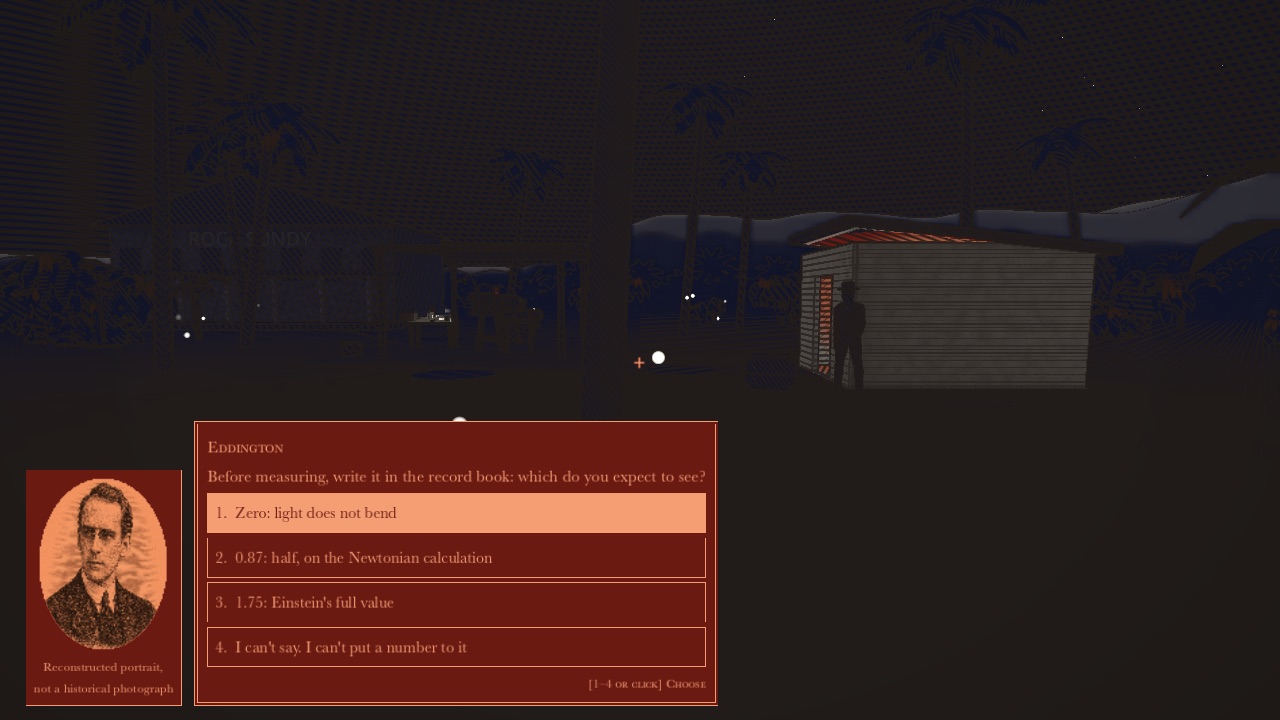 Eddington
Before measuring, write it in the record book: which do you expect to see?
1. Zero: light does not bend
2. 0.87: half, on the Newtonian calculation
3. 1.75: Einstein's full value
4. I can't say. I can't put a number to it
[1–4 or click] Choose
Reconstructed portrait,
not a historical photograph